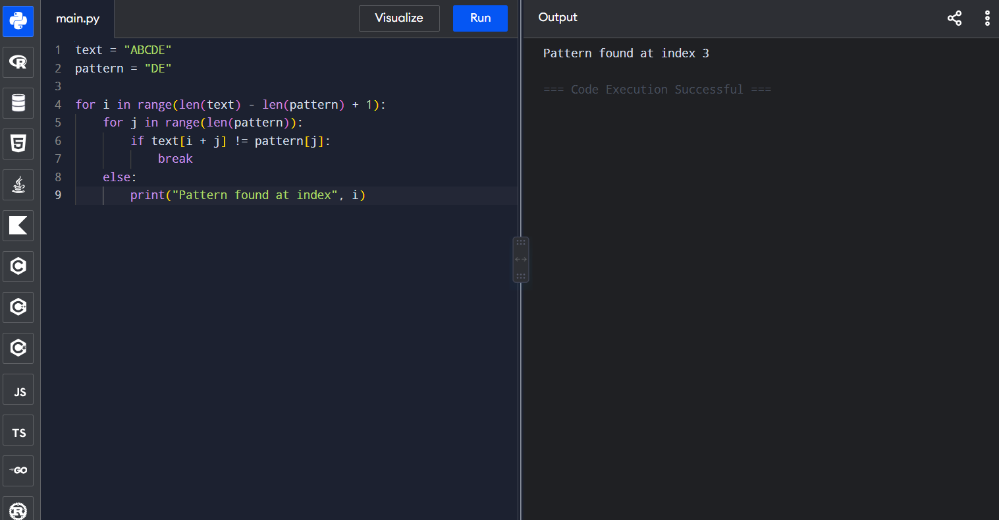 main.py
Visualize
Run
Output
1 text = "ABCDE"
2 pattern = "DE"
3
4 for i in range(len(text) - len(pattern) + 1):
5     for j in range(len(pattern)):
6         if text[i + j] != pattern[j]:
7             break
8     else:
9         print("Pattern found at index", i)
Pattern found at index 3
=== Code Execution Successful ===
R
5
C
C++
C#
JS
TS
GO
R